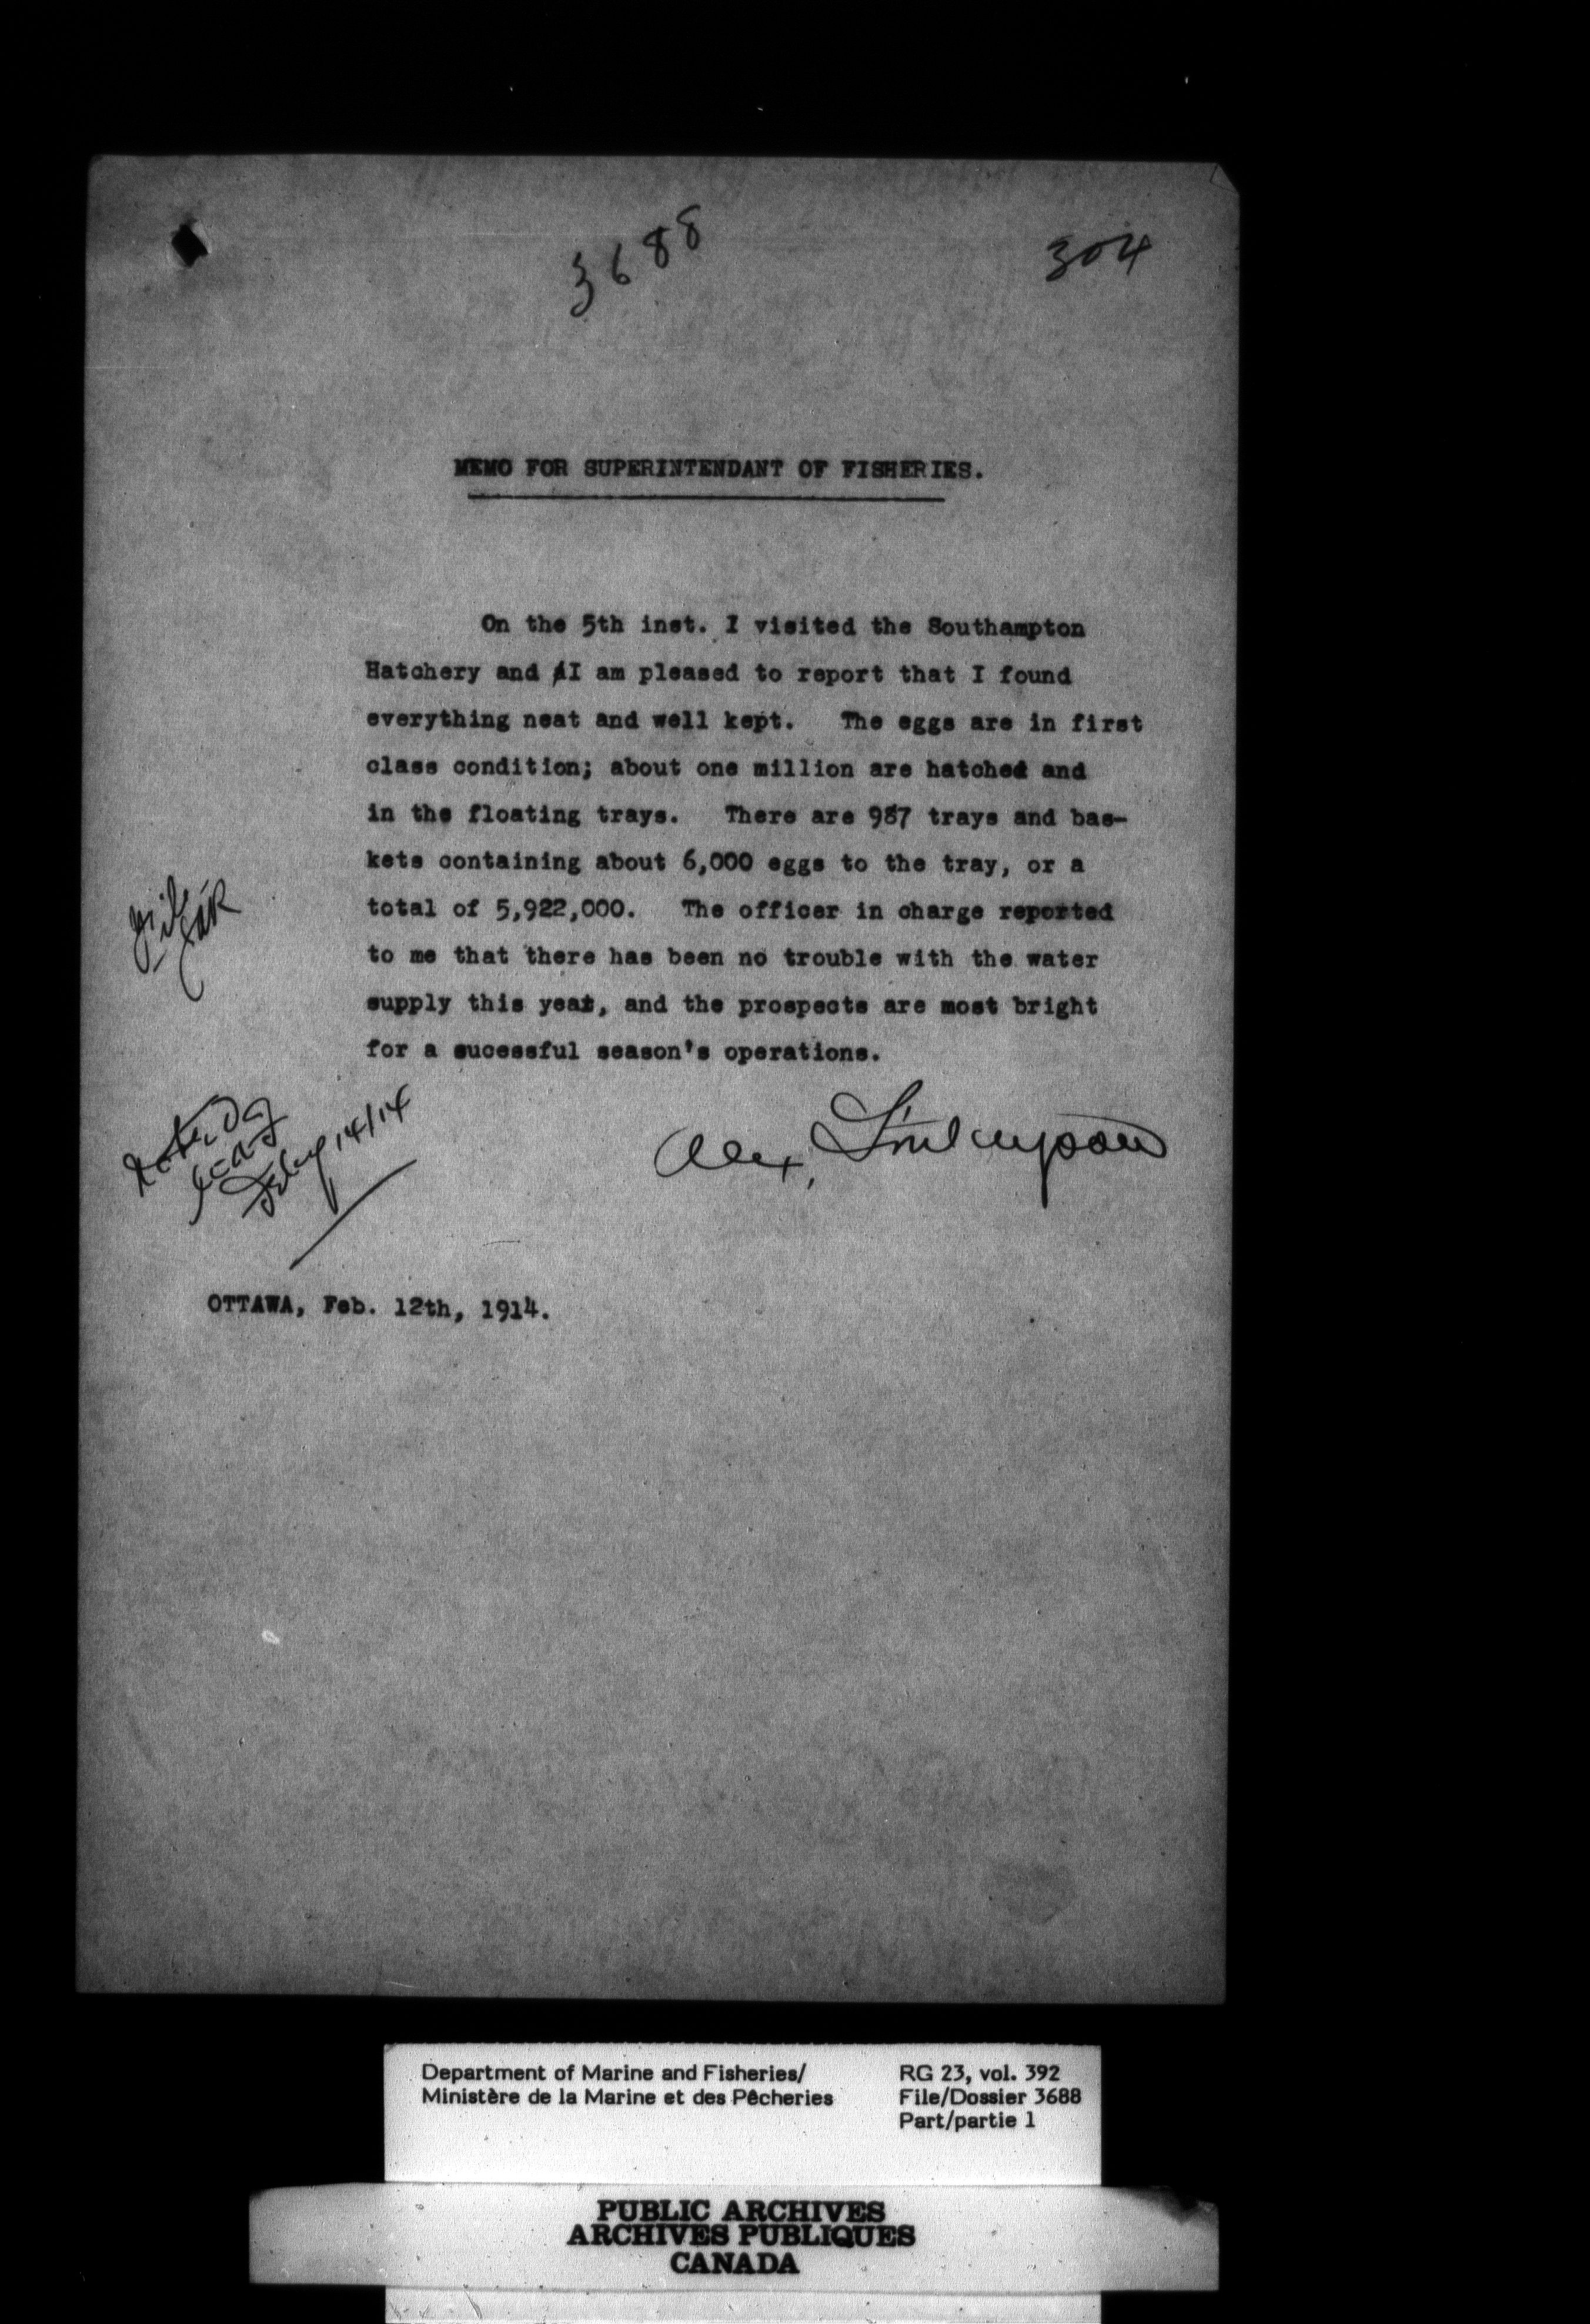 3688
304
MEMO FOR SUPERINTENDANT OF FISHERIES.
On the 5th inst. I visited the Southampton
Hatchery and I am pleased to report that I found
everything neat and well kept. The eggs are in first
class condition; about one million are hatched and
in the floating trays. There are 987 trays and bas-
kets containing about 6,000 eggs to the tray, or a
total of 5,922,000. The officer in charge reported
to me that there has been no trouble with the water
supply this year, and the prospects are most bright
for a sucessful season's operations.
File
Noted
Feby 14/14
Alex,
OTTAWA, Feb. 12th, 1914.
Department of Marine and Fisheries/
Ministère de la Marine et des Pêcheries
RG 23, vol. 392
File/Dossier 3688
Part/partie 1
PUBLIC ARCHIVES
ARCHIVES PUBLIQUES
CANADA